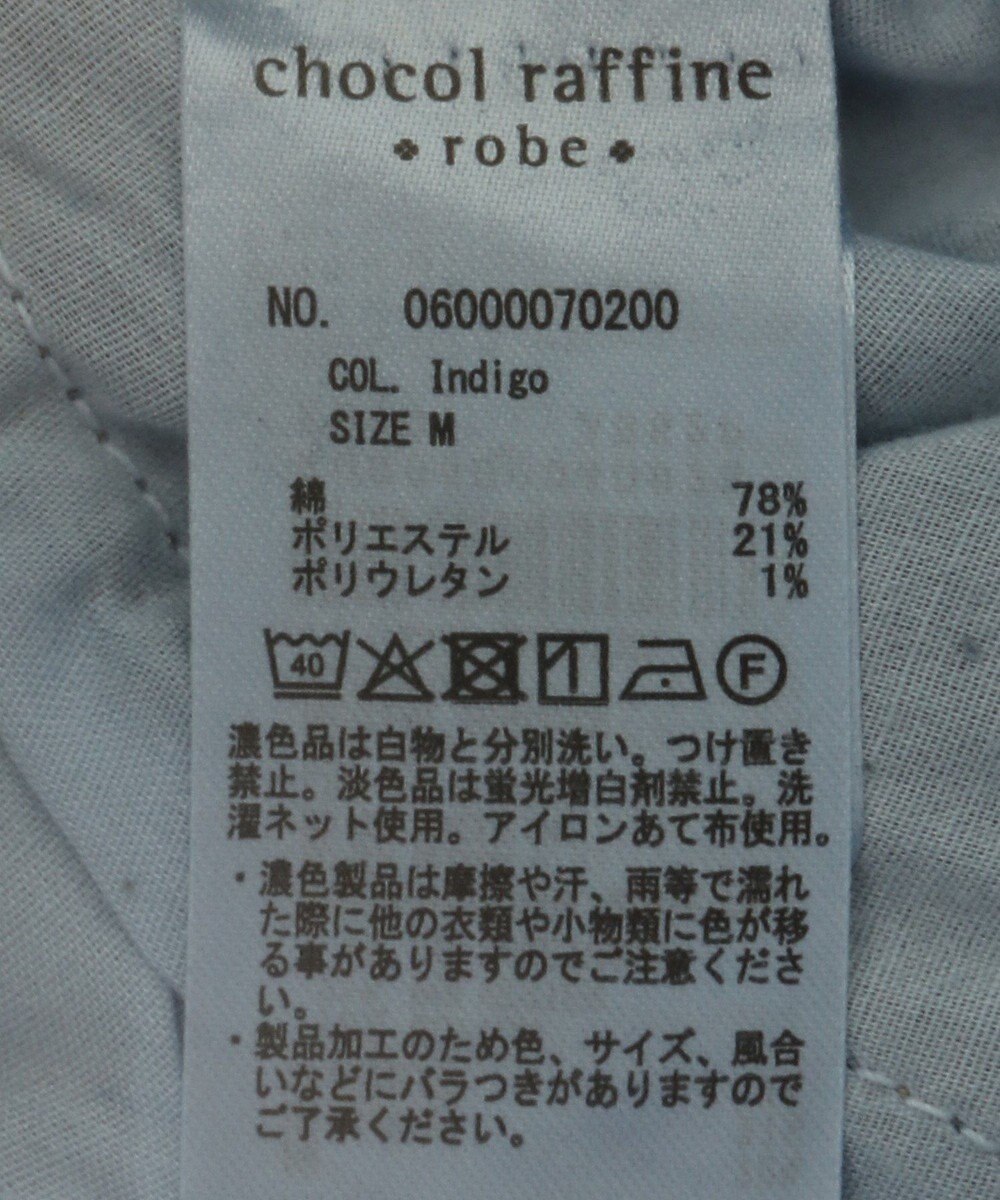 chocol raffine
robe
NO. 06000070200
COL. Indigo
SIZE M
綿 78%
ポリエステル 21%
ポリウレタン 1%
40 F
濃色品は白物と分別洗い。つけ置き
禁止。淡色品は蛍光増白剤禁止。洗
濯ネット使用。アイロンあて布使用。
・濃色製品は摩擦や汗、雨等で濡れ
た際に他の衣類や小物類に色が移
る事がありますのでご注意くださ
い。
・製品加工のため色、サイズ、風合
いなどにバラつきがありますので
ご了承ください。